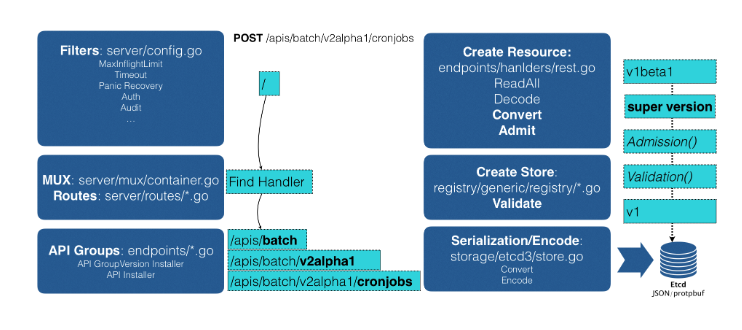 Filters: server/config.go
MaxInflightLimit
Timeout
Panic Recovery
Auth
Audit
...
MUX: server/mux/container.go
Routes: server/routes/*.go
API Groups: endpoints/*.go
API GroupVersion Installer
API Installer
POST /apis/batch/v2alpha1/cronjobs
/
Find Handler
/apis/batch
/apis/batch/v2alpha1
/apis/batch/v2alpha1/cronjobs
Create Resource:
endpoints/hanlders/rest.go
ReadAll
Decode
Convert
Admit
Create Store:
registry/generic/registry/*.go
Validate
Serialization/Encode:
storage/etcd3/store.go
Convert
Encode
v1beta1
super version
Admission()
Validation()
v1
Etcd
JSON/protpbuf